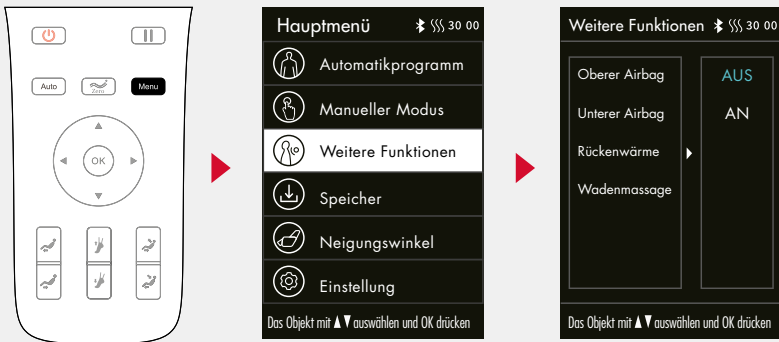 Auto
Zero
Menu
OK
Hauptmenü 30 00
Automatikprogramm
Manueller Modus
Weitere Funktionen
Speicher
Neigungswinkel
Einstellung
Das Objekt mit ▲▼ auswählen und OK drücken
Weitere Funktionen 30 00
Oberer Airbag
Unterer Airbag
Rückenwärme
Wadenmassage
AUS
AN
Das Objekt mit ▲▼ auswählen und OK drücken